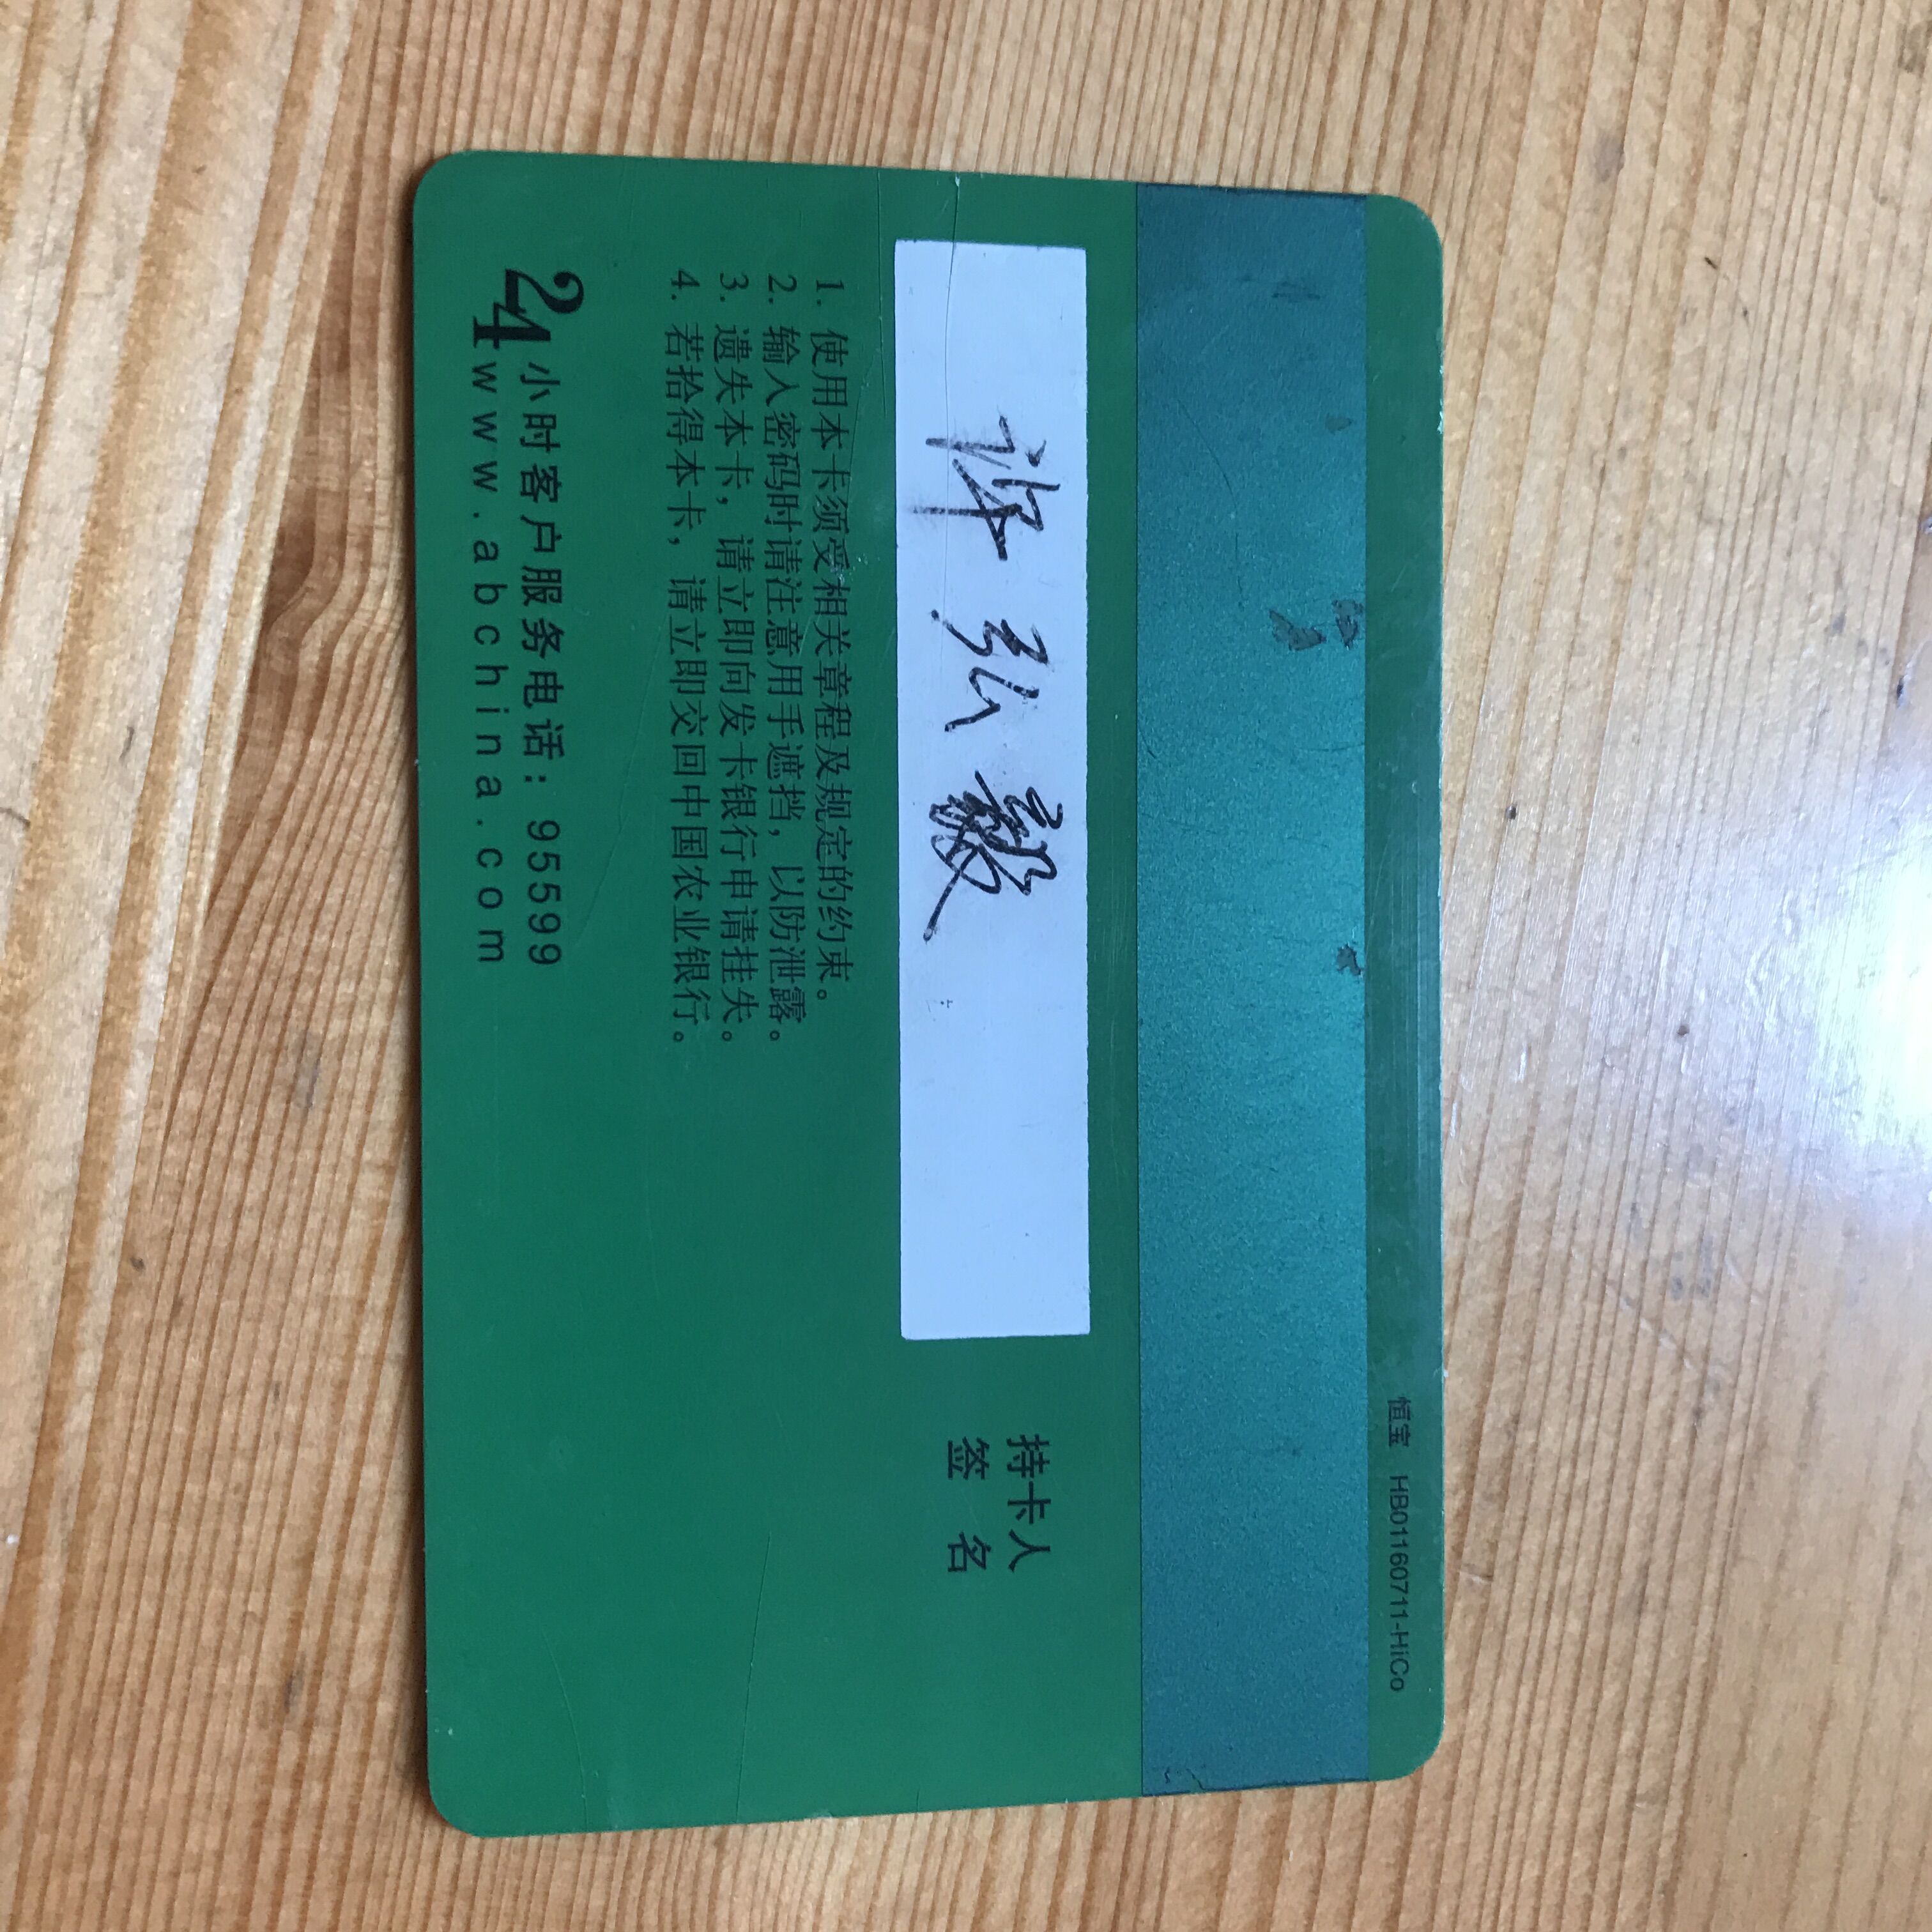 恒宝 HB01160711-HiCo
许弘毅
持卡人
签 名
1. 使用本卡须受相关章程及规定的约束。
2. 输入密码时请注意用手遮挡，以防泄露。
3. 遗失本卡，请立即向发卡银行申请挂失。
4. 若拾得本卡，请立即交回中国农业银行。
24小时客户服务电话：95599
www.abchina.com